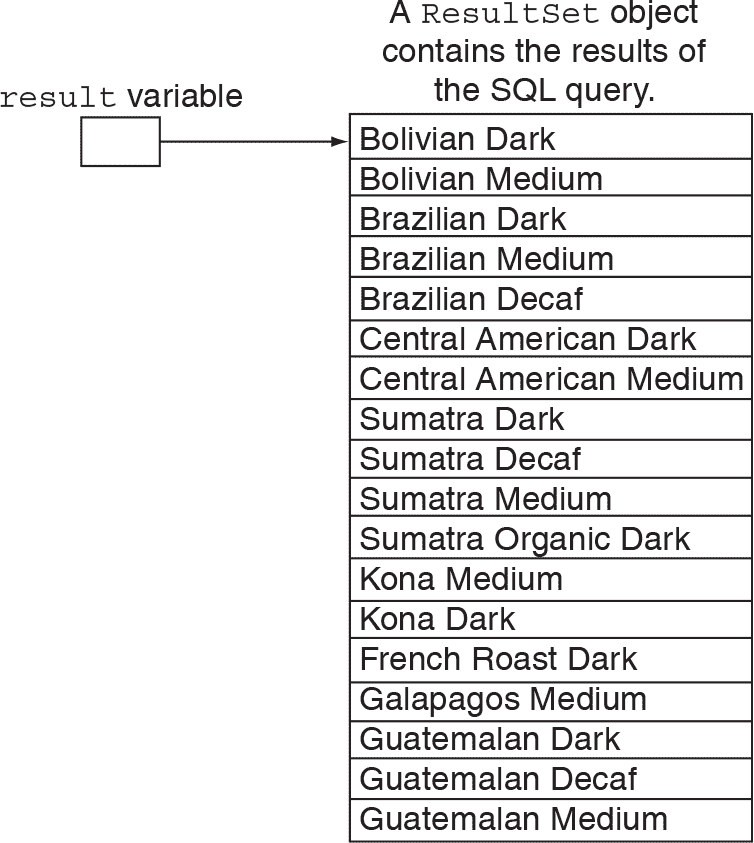 A ResultSet object
contains the results of
the SQL query.
result variable
Bolivian Dark
Bolivian Medium
Brazilian Dark
Brazilian Medium
Brazilian Decaf
Central American Dark
Central American Medium
Sumatra Dark
Sumatra Decaf
Sumatra Medium
Sumatra Organic Dark
Kona Medium
Kona Dark
French Roast Dark
Galapagos Medium
Guatemalan Dark
Guatemalan Decaf
Guatemalan Medium